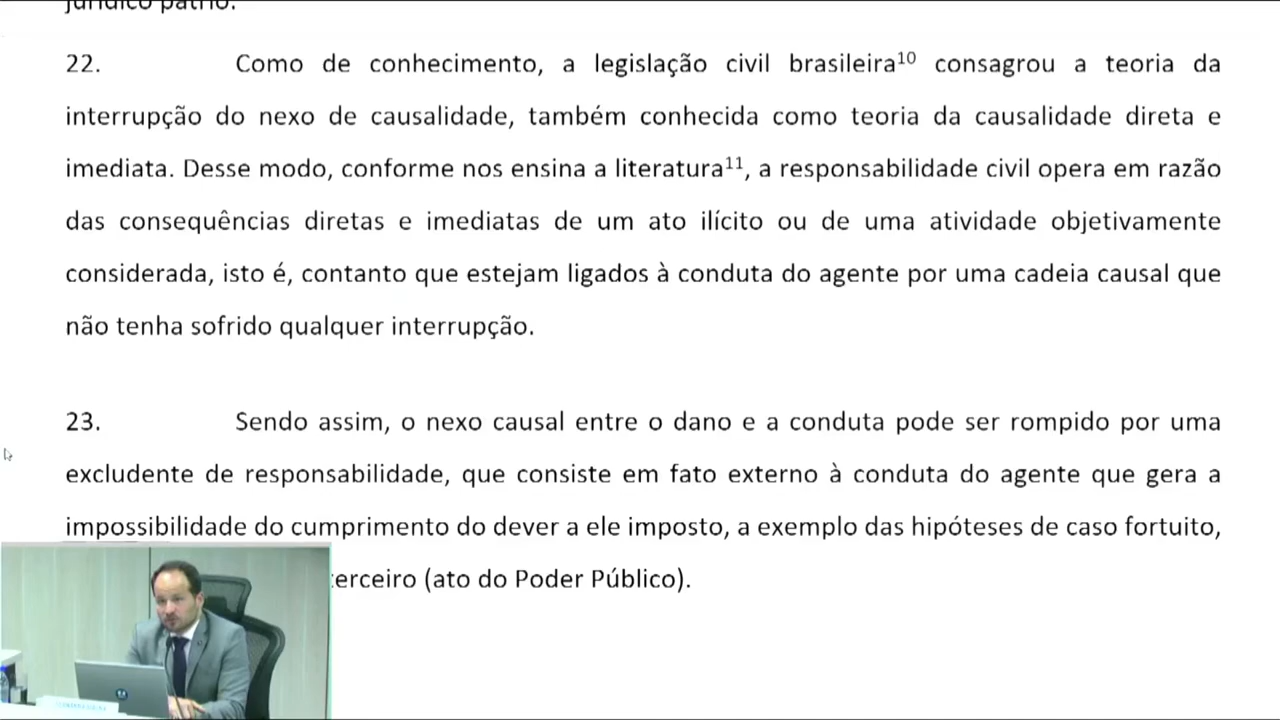 jurídico pátrio.
22. Como de conhecimento, a legislação civil brasileira¹⁰ consagrou a teoria da
interrupção do nexo de causalidade, também conhecida como teoria da causalidade direta e
imediata. Desse modo, conforme nos ensina a literatura¹¹, a responsabilidade civil opera em razão
das consequências diretas e imediatas de um ato ilícito ou de uma atividade objetivamente
considerada, isto é, contanto que estejam ligados à conduta do agente por uma cadeia causal que
não tenha sofrido qualquer interrupção.
23. Sendo assim, o nexo causal entre o dano e a conduta pode ser rompido por uma
excludente de responsabilidade, que consiste em fato externo à conduta do agente que gera a
impossibilidade do cumprimento do dever a ele imposto, a exemplo das hipóteses de caso fortuito,
terceiro (ato do Poder Público).